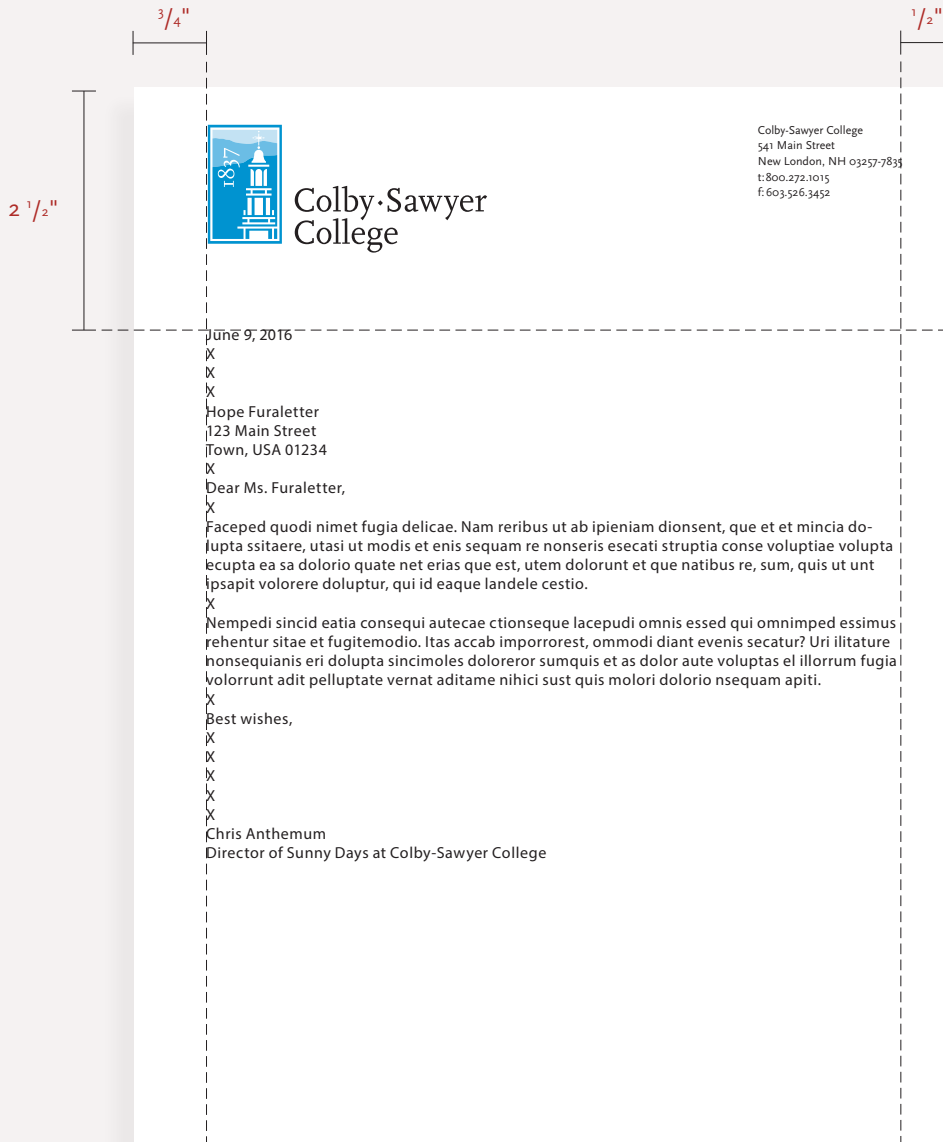 3/4"
1/2"
2 1/2"
1837
Colby·Sawyer
College
Colby-Sawyer College
541 Main Street
New London, NH 03257-7835
t:800.272.1015
f:603.526.3452
June 9, 2016
X
X
X
Hope Furaletter
123 Main Street
Town, USA 01234
X
Dear Ms. Furaletter,
X
Faceped quodi nimet fugia delicae. Nam reribus ut ab ipieniam dionsent, que et et mincia do-
lupta ssitaere, utasi ut modis et enis sequam re nonseris esecati struptia conse voluptiae volupta
ecupta ea sa dolorio quate net erias que est, utem dolorunt et que natibus re, sum, quis ut unt
ipsapit volorere doluptur, qui id eaque landele cestio.
X
Nempedi sincid eatia consequi autecae ctionseque lacepudi omnis essed qui omnimped essimus
rehentur sitae et fugitemodio. Itas accab imporrorest, ommodi diant evenis secatur? Uri ilitature
nonsequianis eri dolupta sincimoles doloreror sumquis et as dolor aute voluptas el illorrum fugia
volorrunt adit pelluptate vernat aditame nihici sust quis molori dolorio nsequam apiti.
X
Best wishes,
X
X
X
X
X
Chris Anthemum
Director of Sunny Days at Colby-Sawyer College